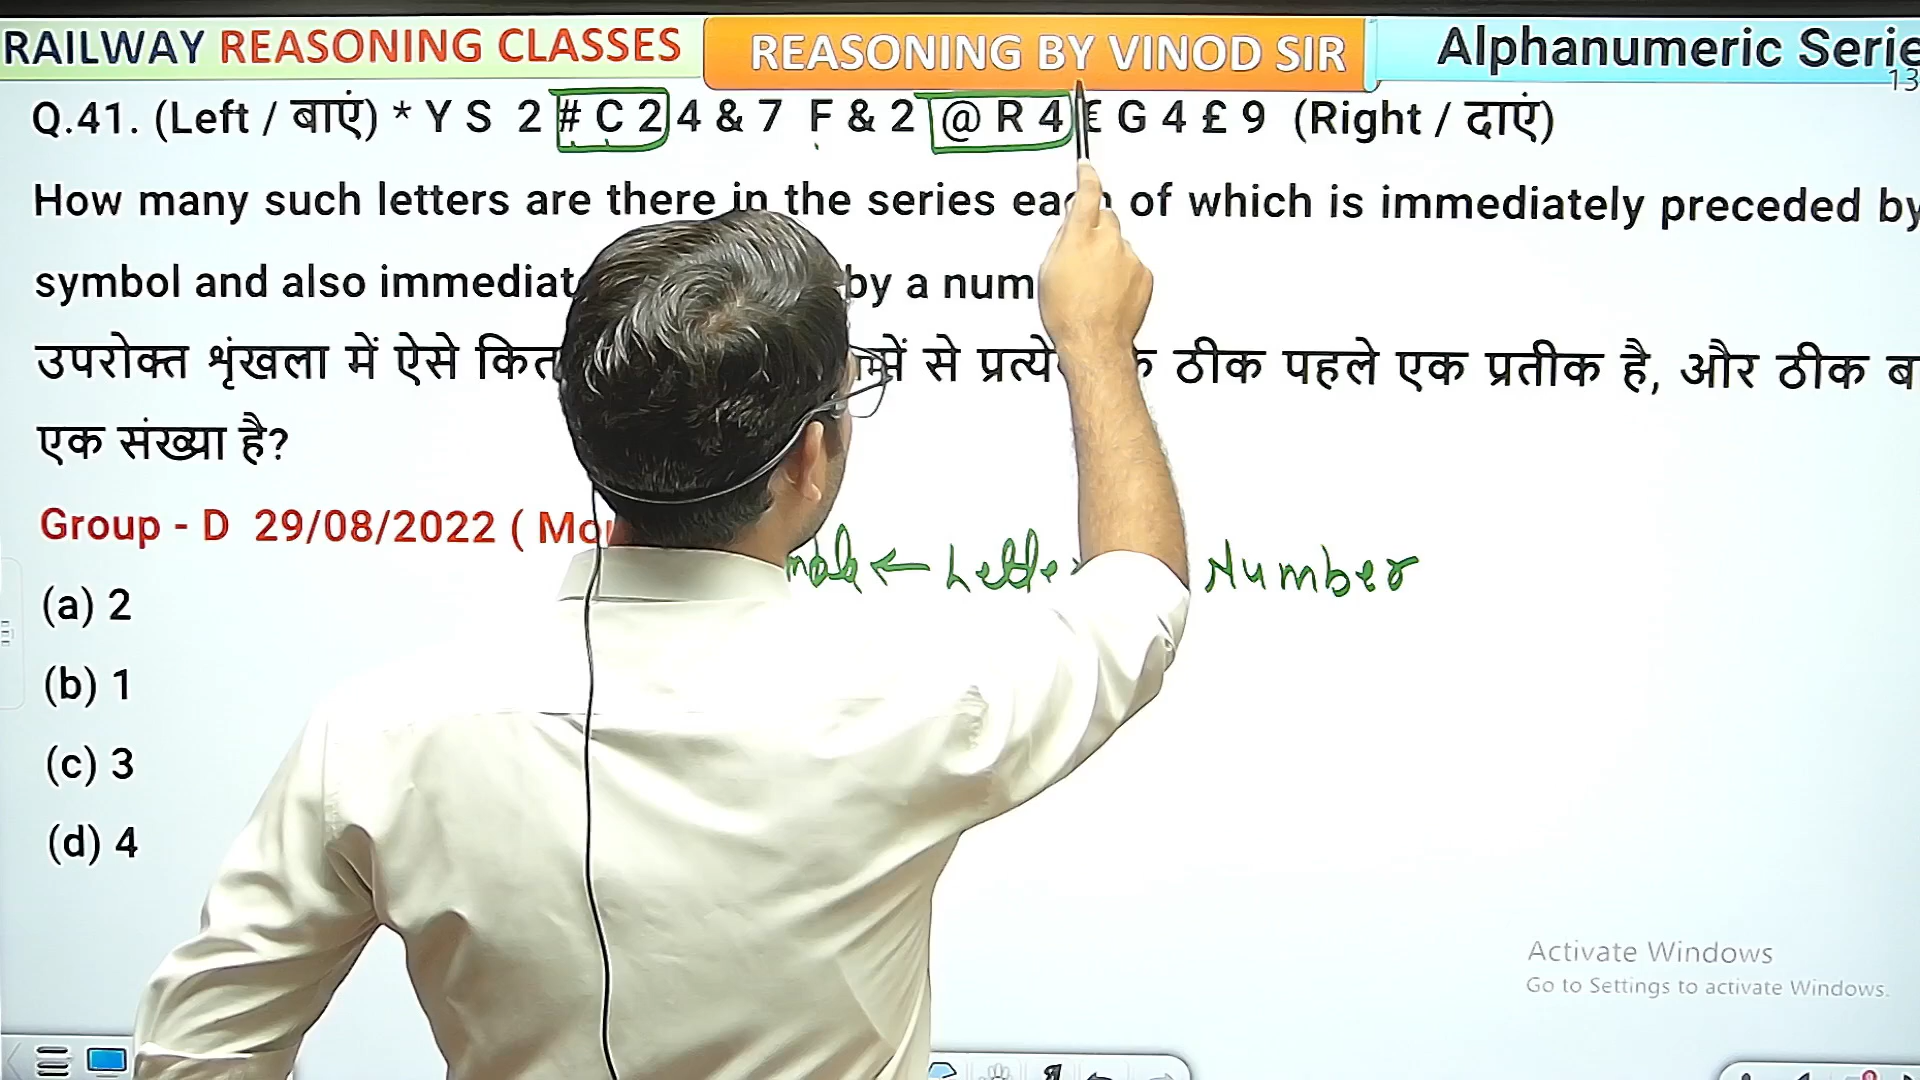 RAILWAY REASONING CLASSES REASONING BY VINOD SIR Alphanumeric Serie
13
Q.41. (Left / बाएं) * Y S 2 # C 2 4 & 7 F & 2 @ R 4 € G 4 £ 9 (Right / दाएं)
How many such letters are there in the series each of which is immediately preceded by
symbol and also immediat by a num
उपरोक्त शृंखला में ऐसे कित में से प्रत्ये ठीक पहले एक प्रतीक है, और ठीक ब
एक संख्या है?
Group - D 29/08/2022 ( Mo
← Number
(a) 2
(b) 1
(c) 3
(d) 4
Activate Windows
Go to Settings to activate Windows.